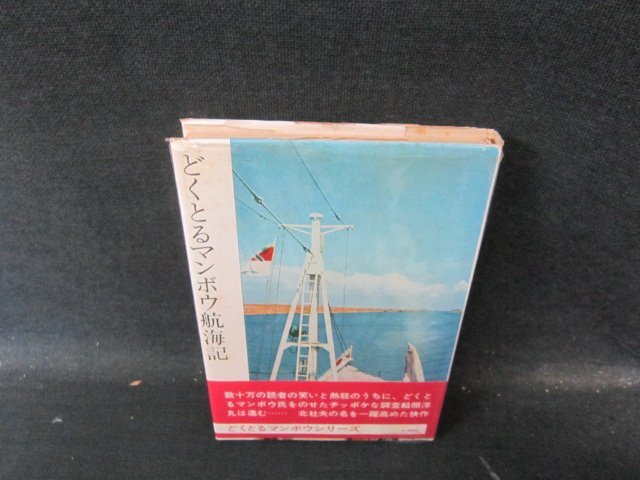 どくとるマンボウ航海記
数十万の読者の笑いと熱狂のうちに、どくと
るマンボウ氏をのせたチッポケな調査船照洋
丸は進む…… 北杜夫の名を一躍高めた快作
どくとるマンボウシリーズ